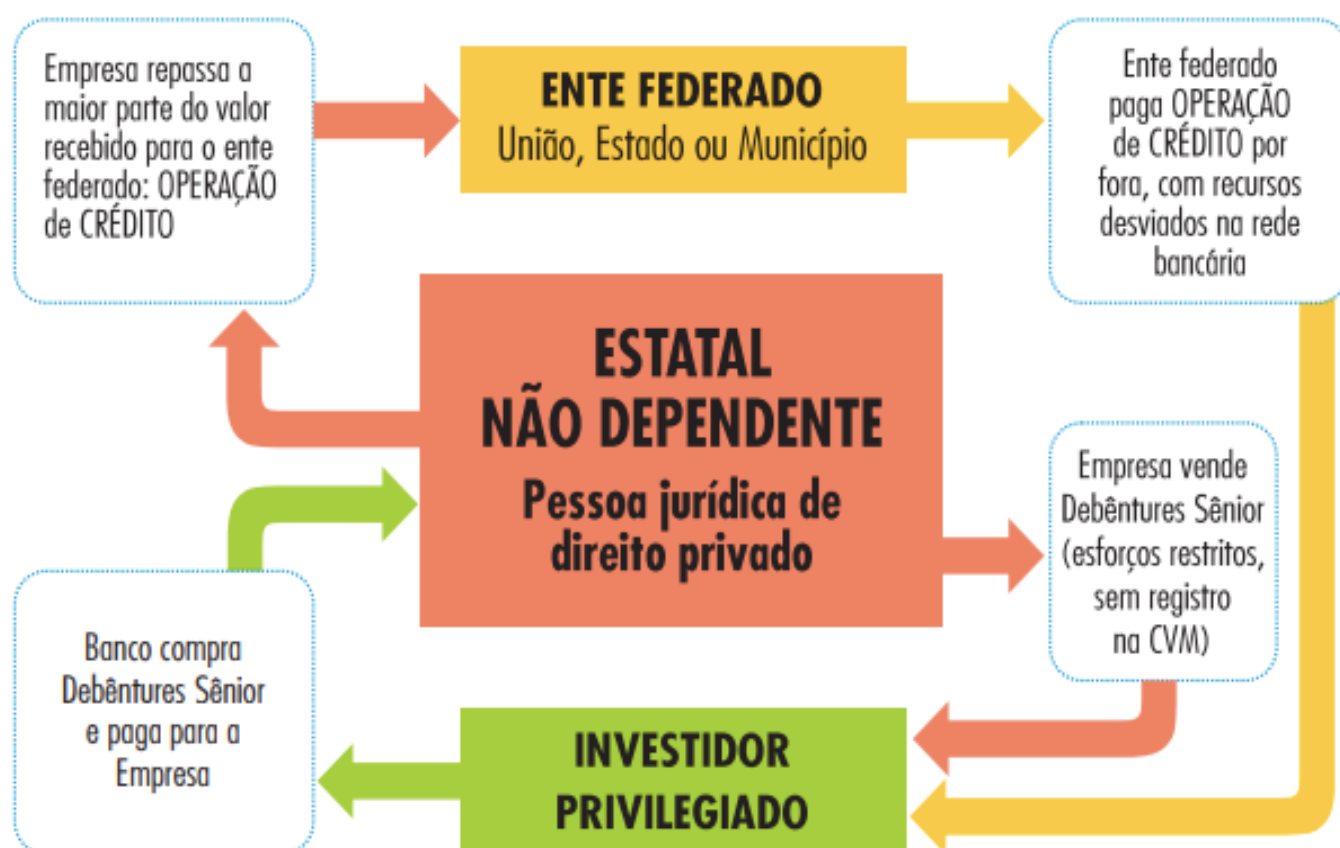 Empresa repassa a
maior parte do valor
recebido para o ente
federado: OPERAÇÃO
de CRÉDITO
ENTE FEDERADO
União, Estado ou Município
Ente federado
paga OPERAÇÃO
de CRÉDITO por
fora, com recursos
desviados na rede
bancária
ESTATAL
NÃO DEPENDENTE
Pessoa jurídica de
direito privado
Empresa vende
Debêntures Sênior
(esforços restritos,
sem registro
na CVM)
Banco compra
Debêntures Sênior
e paga para a
Empresa
INVESTIDOR
PRIVILEGIADO